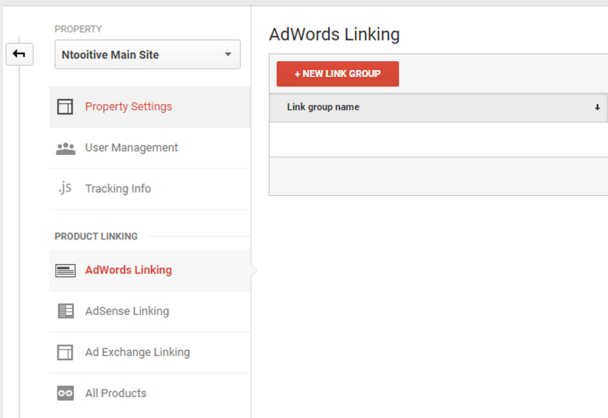 PROPERTY
Ntooitive Main Site
Property Settings
User Management
.js Tracking Info
PRODUCT LINKING
AdWords Linking
AdSense Linking
Ad Exchange Linking
All Products
AdWords Linking
+ NEW LINK GROUP
Link group name